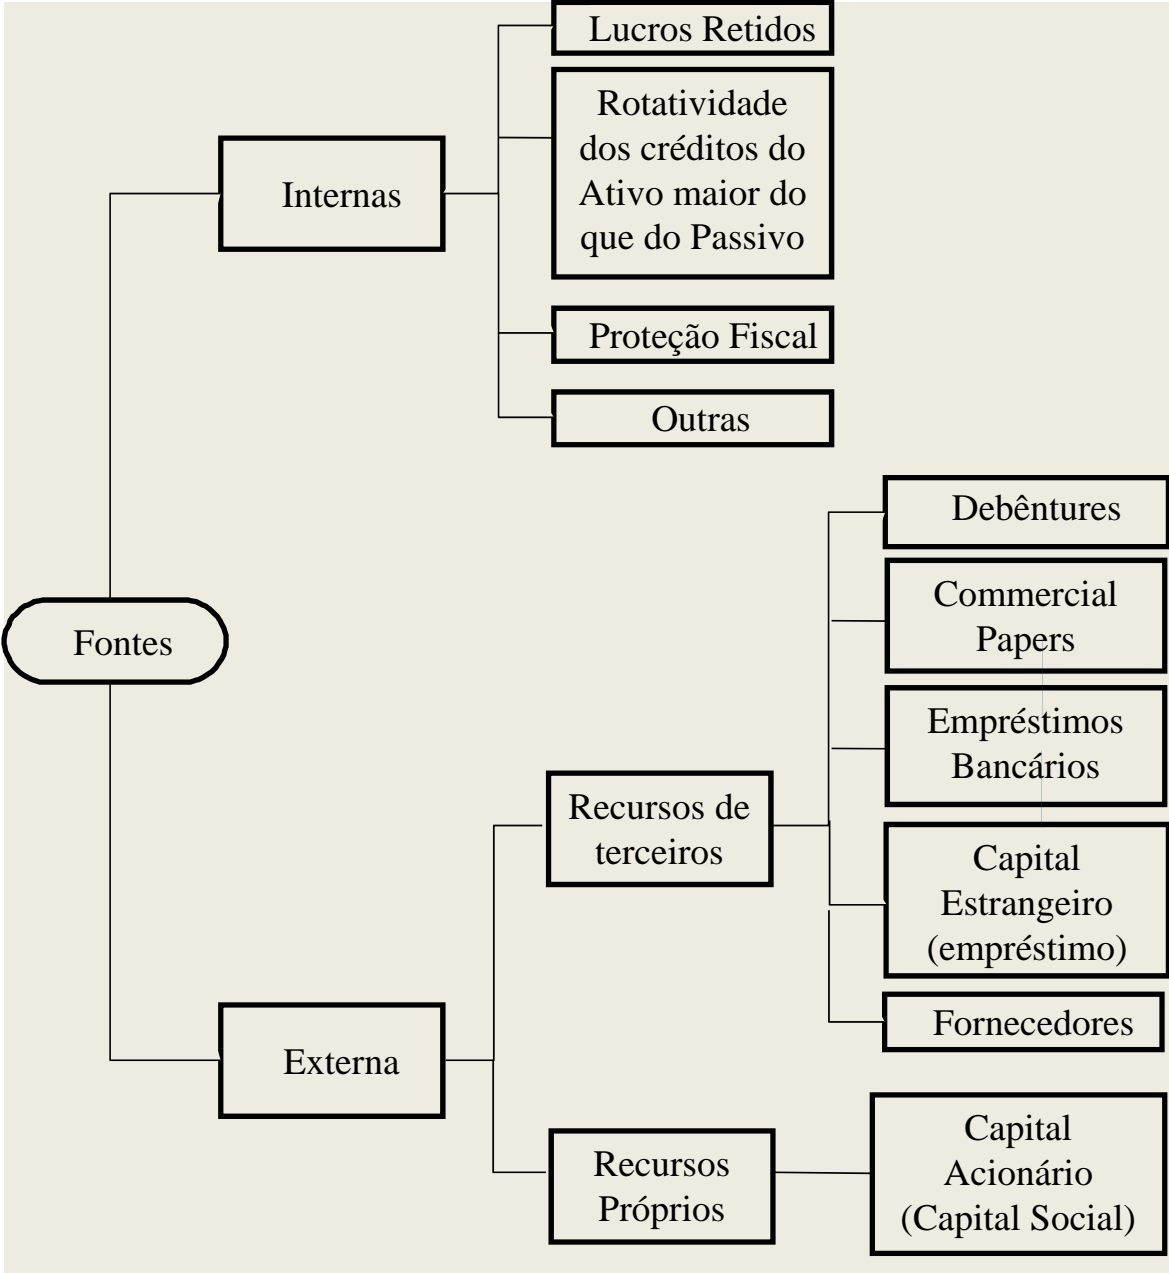 Lucros Retidos
Rotatividade
dos créditos do
Ativo maior do
que do Passivo
Internas
Proteção Fiscal
Outras
Debêntures
Commercial
Papers
Fontes
Empréstimos
Bancários
Recursos de
terceiros
Capital
Estrangeiro
(empréstimo)
Fornecedores
Externa
Recursos
Próprios
Capital
Acionário
(Capital Social)